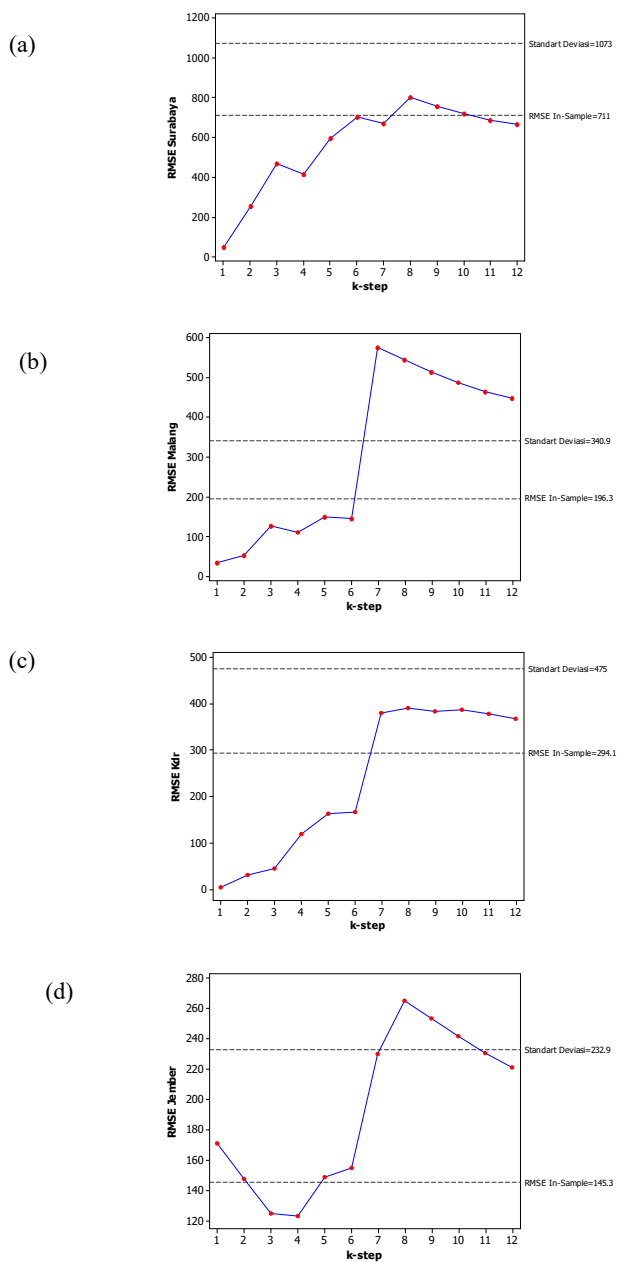 (a)
RMSE Surabaya
1200
1000
800
600
400
200
0
Standart Deviasi=1073
RMSE In-Sample=711
1 2 3 4 5 6 7 8 9 10 11 12
k-step
(b)
RMSE Malang
600
500
400
300
200
100
0
Standart Deviasi=340.9
RMSE In-Sample=196.3
1 2 3 4 5 6 7 8 9 10 11 12
k-step
(c)
RMSE Kdr
500
400
300
200
100
0
Standart Deviasi=475
RMSE In-Sample=294.1
1 2 3 4 5 6 7 8 9 10 11 12
k-step
(d)
RMSE Jember
280
260
240
220
200
180
160
140
120
Standart Deviasi=232.9
RMSE In-Sample=145.3
1 2 3 4 5 6 7 8 9 10 11 12
k-step